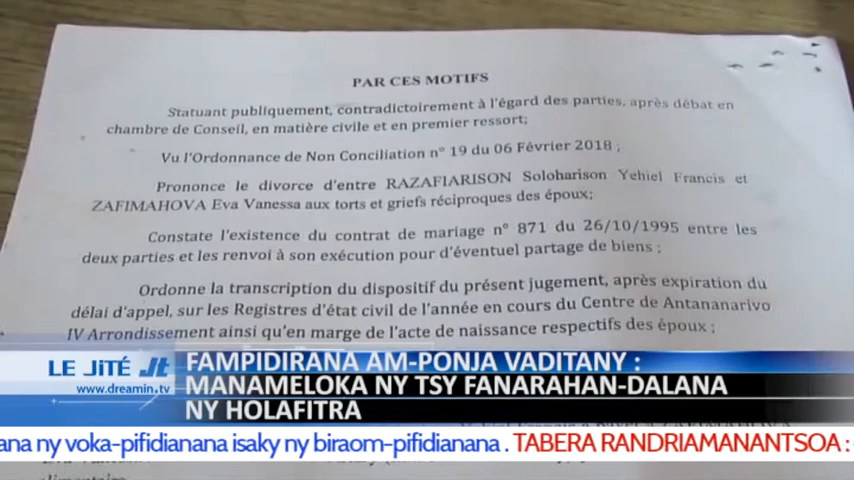 PAR CES MOTIFS
Statuant publiquement, contradictoirement à l'égard des parties, après débat en
chambre de Conseil, en matière civile et en premier ressort;
Vu l'Ordonnance de Non Conciliation n° 19 du 06 Février 2018 ;
Prononce le divorce d'entre RAZAFIARISON Soloharison Yehiel Francis et
ZAFIMAHOVA Eva Vanessa aux torts et griefs réciproques des époux;
Constate l'existence du contrat de mariage n° 871 du 26/10/1995 entre les
deux parties et les renvoi à son exécution pour d'éventuel partage de biens ;
Ordonne la transcription du dispositif du présent jugement, après expiration du
délai d'appel, sur les Registres d'état civil de l'année en cours du Centre de Antananarivo
IV Arrondissement ainsi qu'en marge de l'acte de naissance respectifs des époux ;
LE JiTÉ Jt
www.dreamin.tv
FAMPIDIRANA AM-PONJA VADITANY :
MANAMELOKA NY TSY FANARAHAN-DALANA
NY HOLAFITRA
ana ny voka-pifidianana isaky ny biraom-pifidianana . TABERA RANDRIAMANANTSOA :